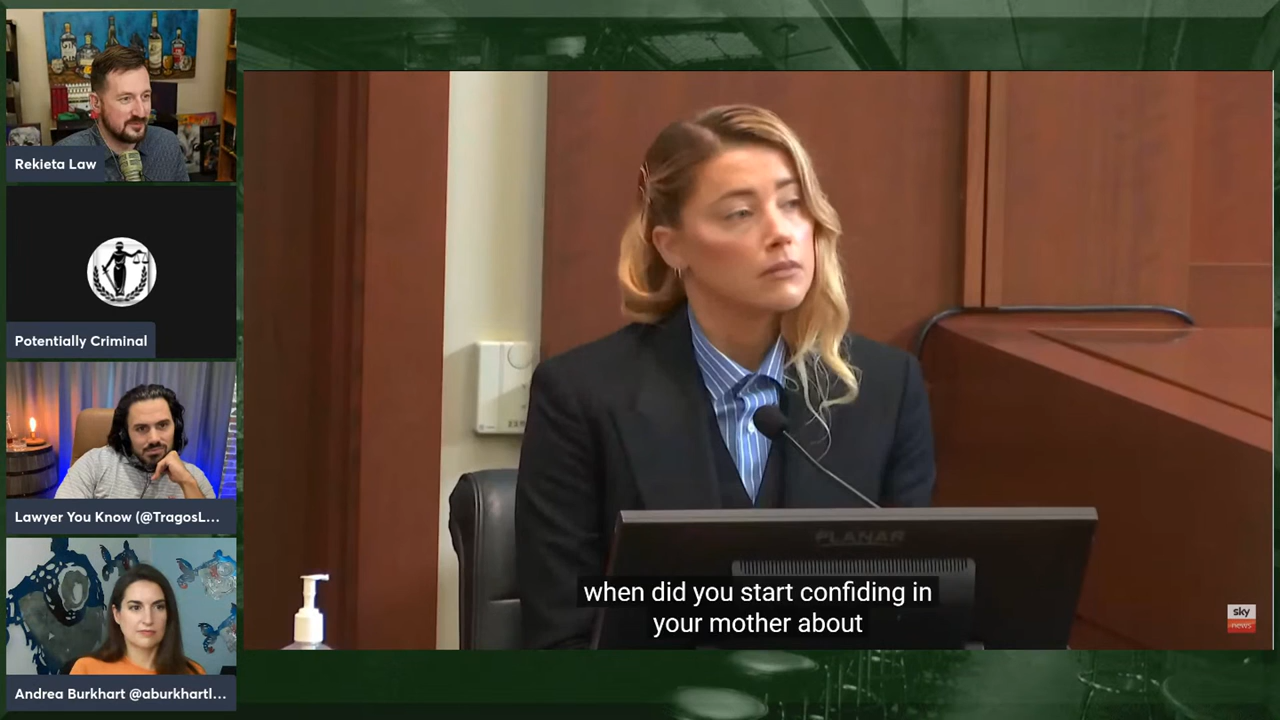 Rekieta Law
Potentially Criminal
Lawyer You Know (@TragosL...
Andrea Burkhart @aburkhartl...
PLANAR
when did you start confiding in
your mother about
sky
news